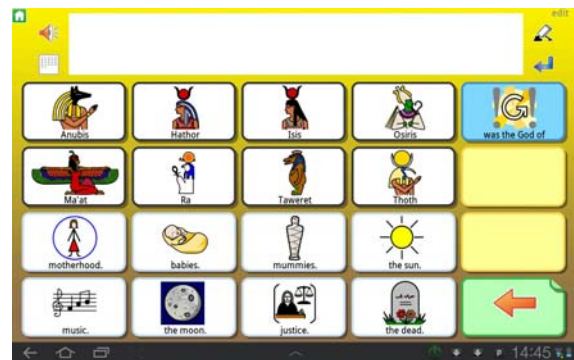 edit
Anubis
Hathor
Isis
Osiris
G
was the God of
Ma'at
Ra
Taweret
Thoth
motherhood.
babies.
mummies.
the sun.
music.
the moon.
justice.
the dead.
14:45